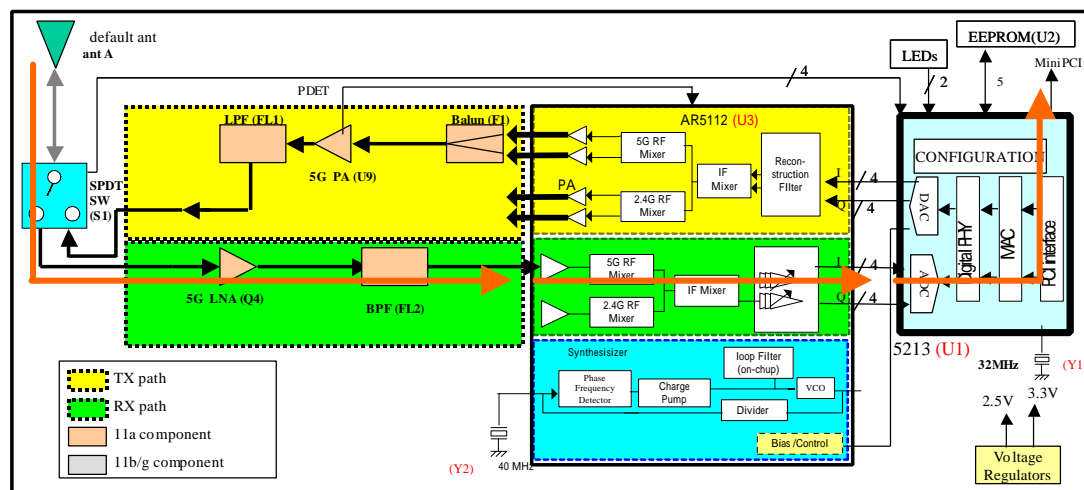 default ant
ant A
PDET
4
LEDs
2
EEPROM(U2)
5
MiniPCI
LPF (FL1)
5G PA (U9)
Balun (F1)
AR5112 (U3)
5G RF
Mixer
IF
Mixer
Recon-
struction
FIlter
PA
2.4G RF
Mixer
I
4
Q
4
CONFIGURATION
DAC
Digital PHY
MAC
PCI interface
ADC
SPDT
SW
(S1)
5G LNA (Q4)
BPF (FL2)
5G RF
Mixer
2.4G RF
Mixer
IF Mixer
I
4
Q
4
5213 (U1)
32MHz
(Y1
Synthesisizer
loop Filter
(on-chup)
Phase
Frequency
Detector
Charge
Pump
VCO
Divider
Bias /Control
(Y2)
40 MHz
2.5V
3.3V
Voltage
Regulators
TX path
RX path
11a component
11b/g component